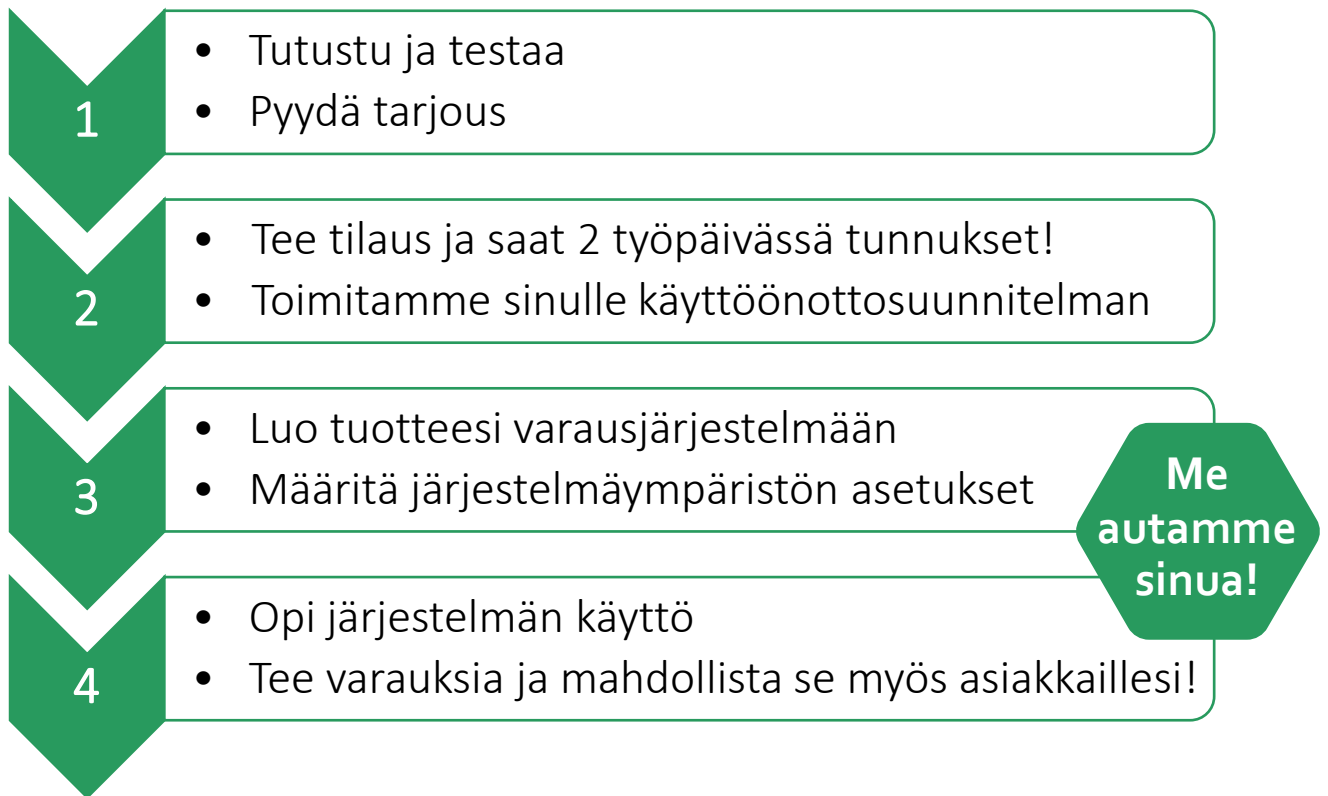 1
• Tutustu ja testaa
• Pyydä tarjous
2
• Tee tilaus ja saat 2 työpäivässä tunnukset!
• Toimitamme sinulle käyttöönottosuunnitelman
3
• Luo tuotteesi varausjärjestelmään
• Määritä järjestelmäympäristön asetukset
Me
autamme
sinua!
4
• Opi järjestelmän käyttö
• Tee varauksia ja mahdollista se myös asiakkaillesi!